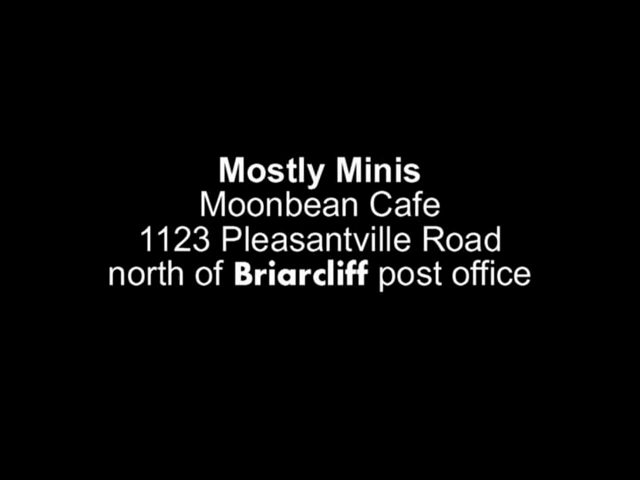 Mostly Minis
Moonbean Cafe
1123 Pleasantville Road
north of Briarcliff post office